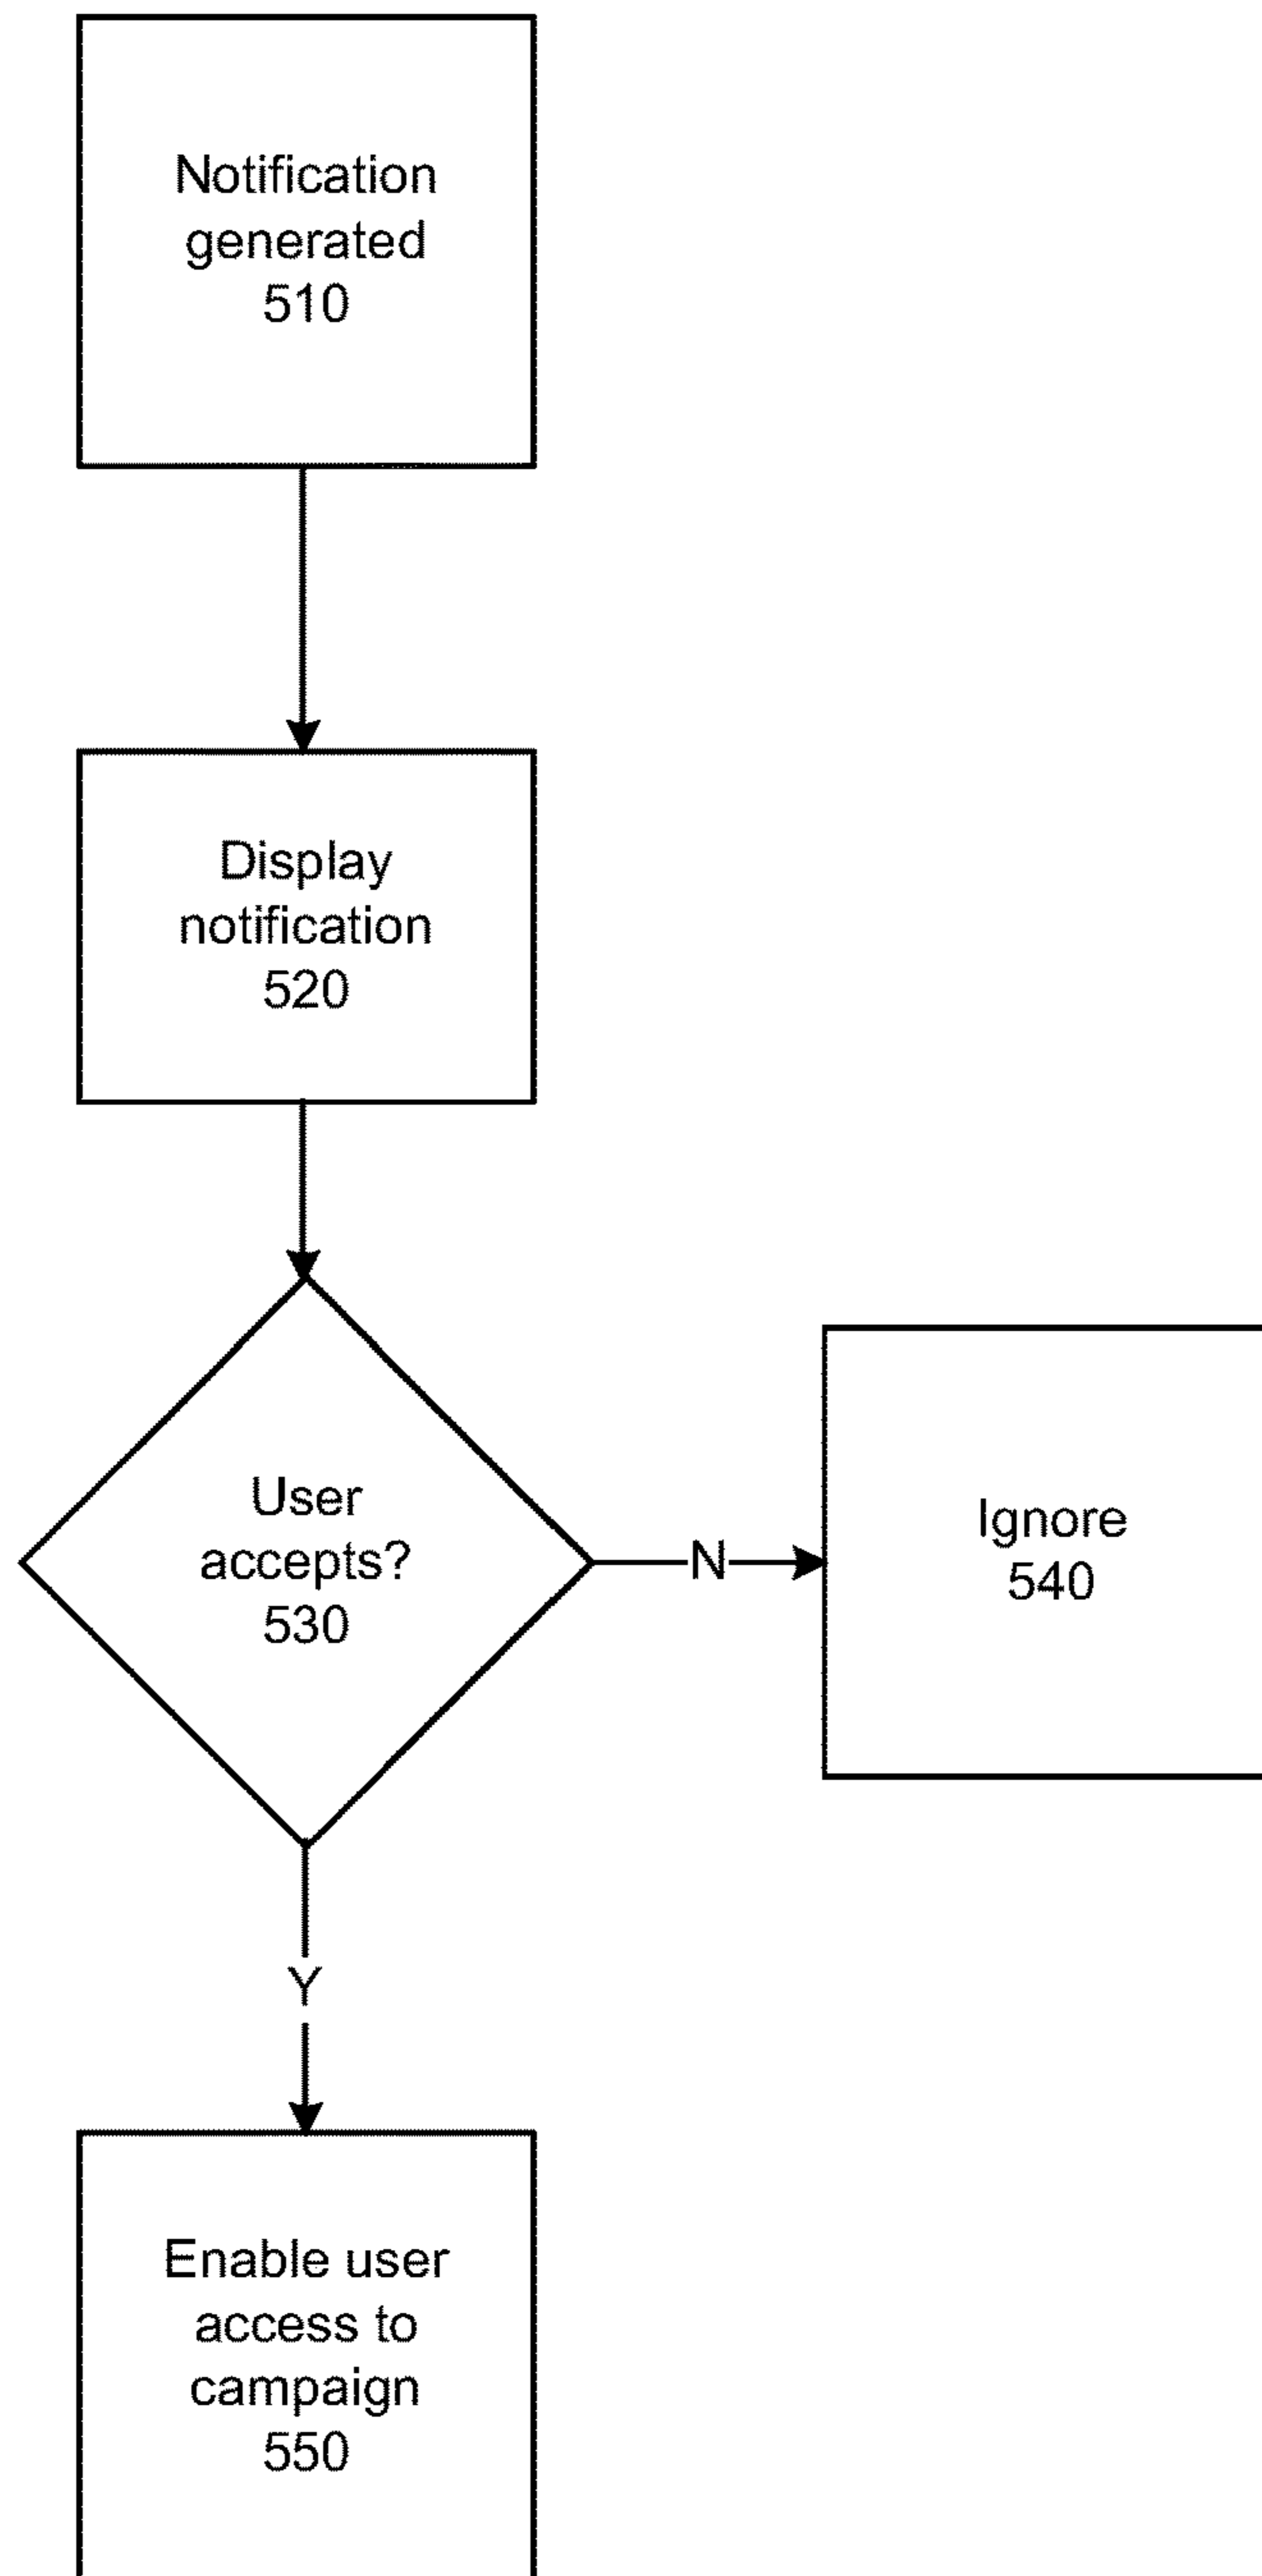 Notification
generated
510
Display
notification
520
User
accepts?
530
N
Ignore
540
Y
Enable user
access to
campaign
550